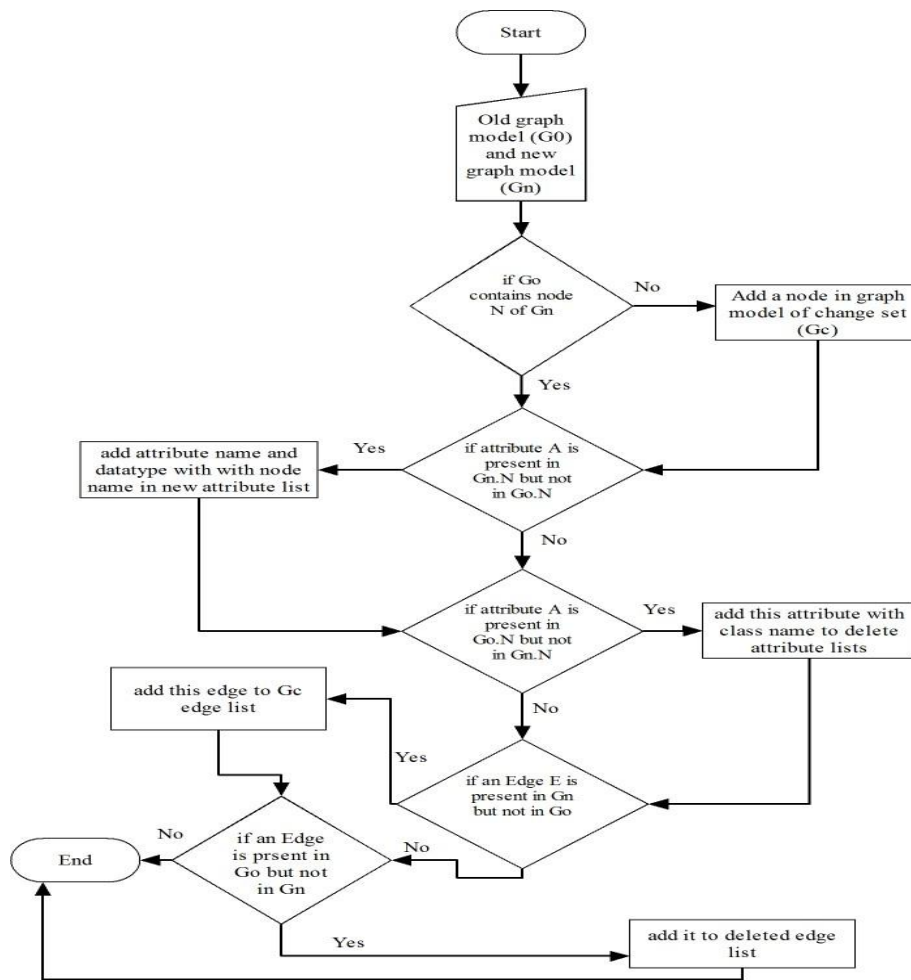 Start
Old graph
model (G0)
and new
graph model
(Gn)
if Go
contains node
N of Gn
No
Add a node in graph
model of change set
(Gc)
Yes
if attribute A is
present in
Gn.N but not
in Go.N
Yes
add attribute name and
datatype with with node
name in new attribute list
No
if attribute A is
present in
Go.N but not
in Gn.N
Yes
add this attribute with
class name to delete
attribute lists
No
if an Edge E is
present in Gn
but not in Go
Yes
add this edge to Gc
edge list
No
if an Edge
is prsent in
Go but not
in Gn
No
End
Yes
add it to deleted edge
list